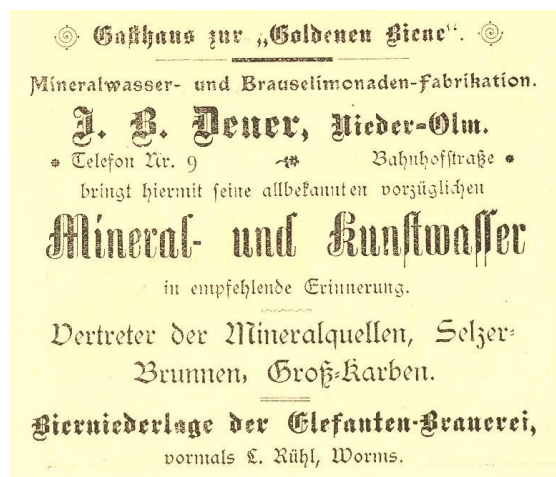 Gasthaus zur „Goldenen Biene“.
Mineralwasser- und Brauselimonaden-Fabrikation.
J. B. Dener, Nieder-Olm.
Telefon Nr. 9 Bahnhofstraße
bringt hiermit seine allbekannten vorzüglichen
Mineral- und Kunstwasser
in empfehlende Erinnerung.
Vertreter der Mineralquellen, Selzer-
Brunnen, Groß-Karben.
Bierniederlage der Elefanten-Brauerei,
vormals L. Rühl, Worms.